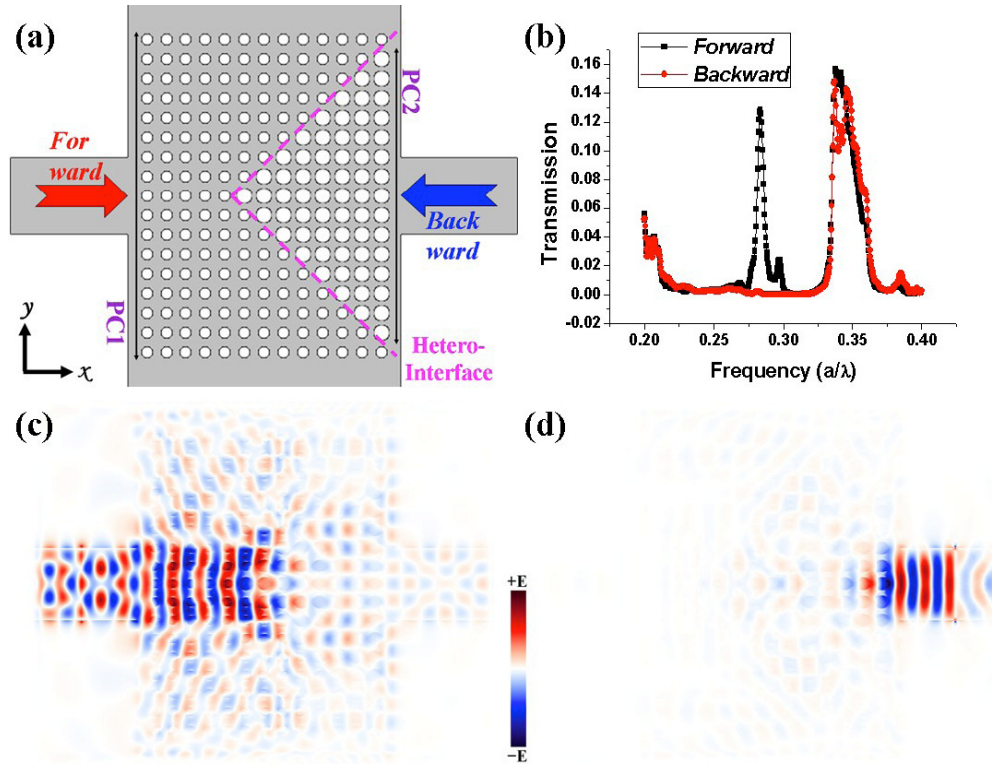 (a)
PC1
For
ward
PC2
Back
ward
y
x
Hetero-
Interface
(b)
Forward
Backward
Transmission
0.16
0.14
0.12
0.10
0.08
0.06
0.04
0.02
0.00
-0.02
0.20 0.25 0.30 0.35 0.40
Frequency (a/λ)
(c)
+E
−E
(d)